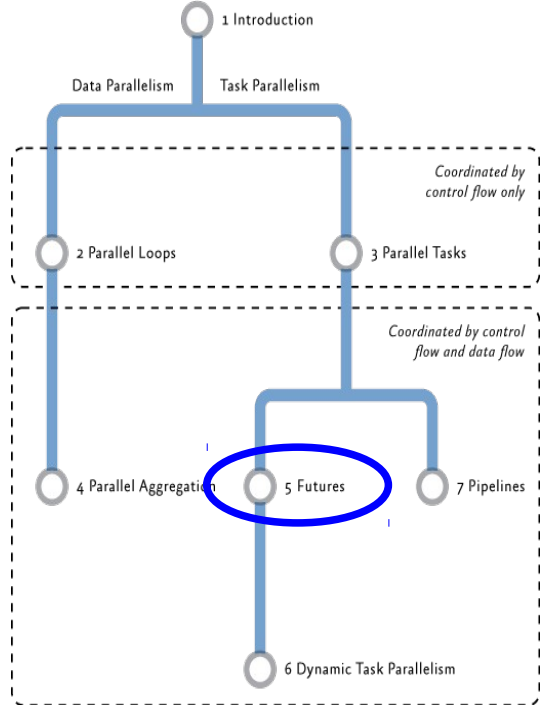 1 Introduction
Data Parallelism
Task Parallelism
Coordinated by
control flow only
2 Parallel Loops
3 Parallel Tasks
Coordinated by control
flow and data flow
4 Parallel Aggregation
5 Futures
7 Pipelines
6 Dynamic Task Parallelism